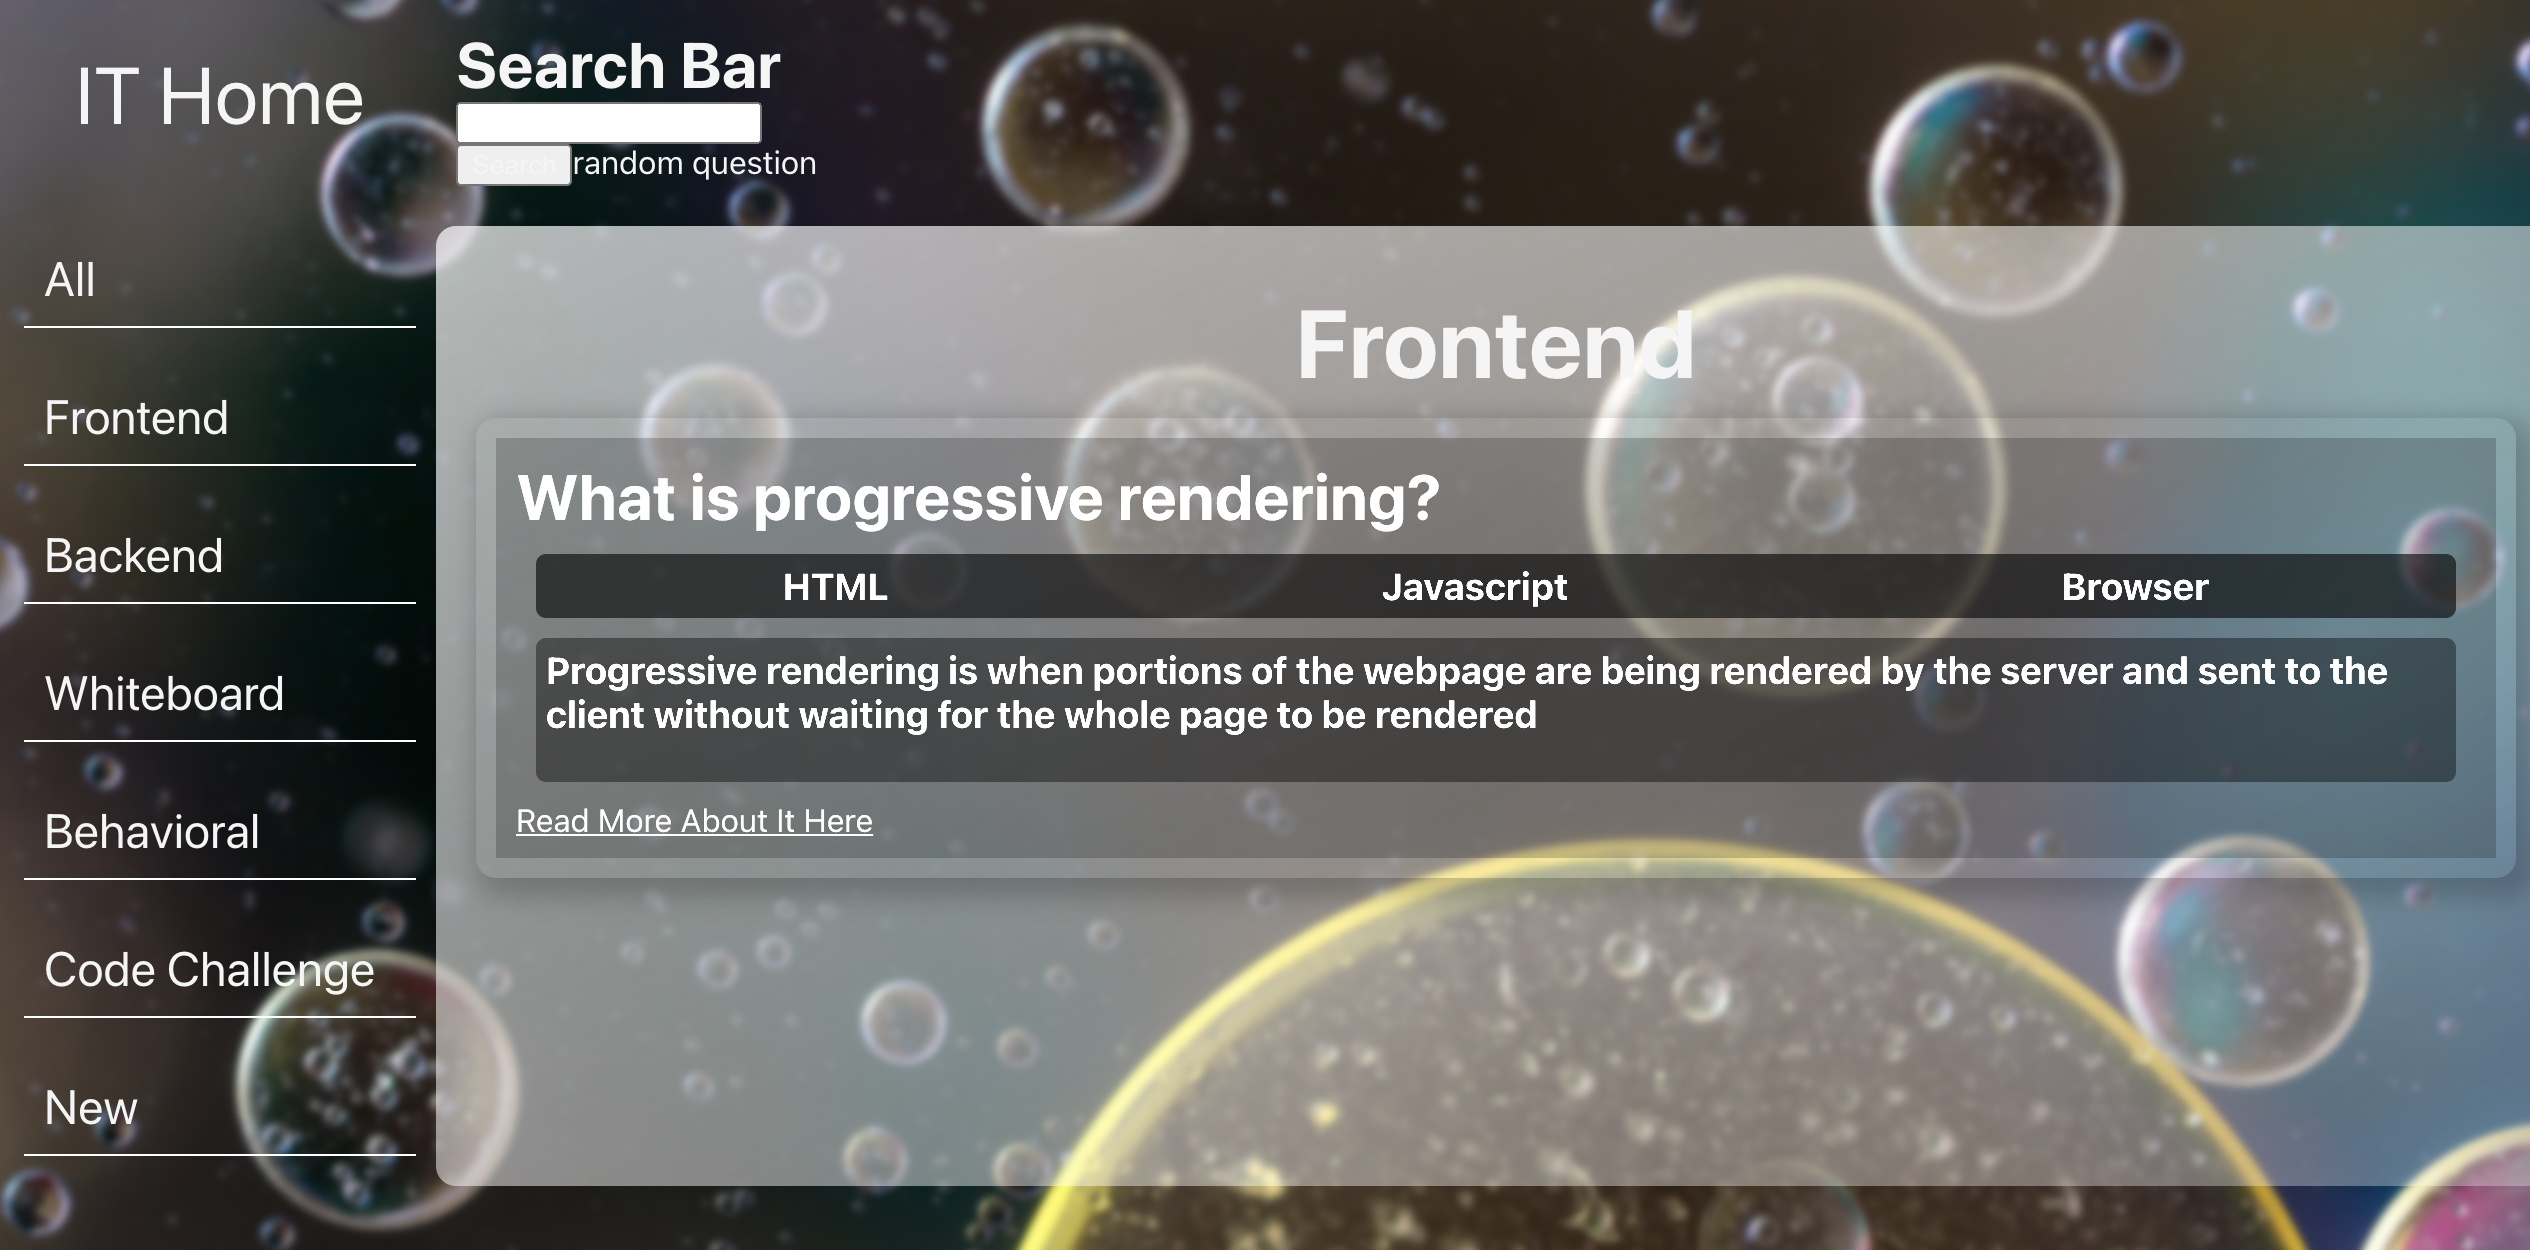 IT Home
Search Bar
Search
random question
All
Frontend
Backend
Whiteboard
Behavioral
Code Challenge
New
Frontend
What is progressive rendering?
HTML Javascript Browser
Progressive rendering is when portions of the webpage are being rendered by the server and sent to the
client without waiting for the whole page to be rendered
Read More About It Here